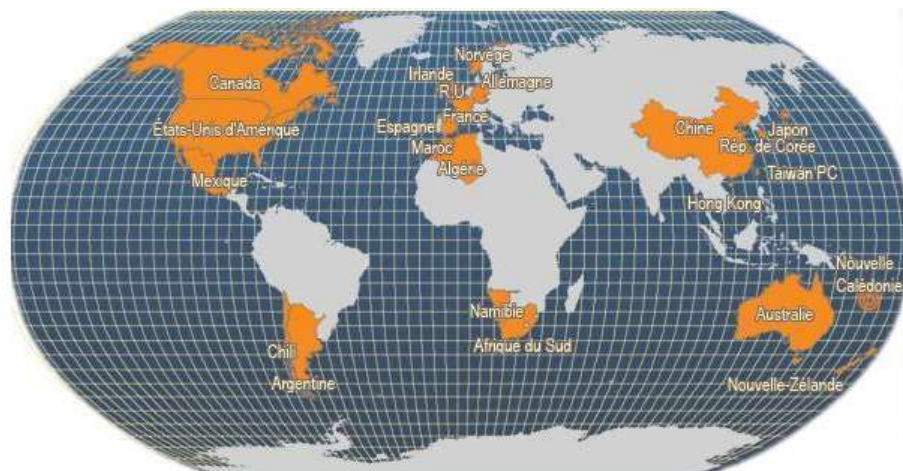 Norvège
Irlande
Allemagne
Canada
R.U.
France
États-Unis d'Amérique
Espagne
Chine
Japon
Maroc
Rép. de Corée
Algérie
Taiwan PC
Mexique
Hong Kong
Nouvelle
Calédonie
Namibie
Australie
Afrique du Sud
Chili
Argentine
Nouvelle-Zélande